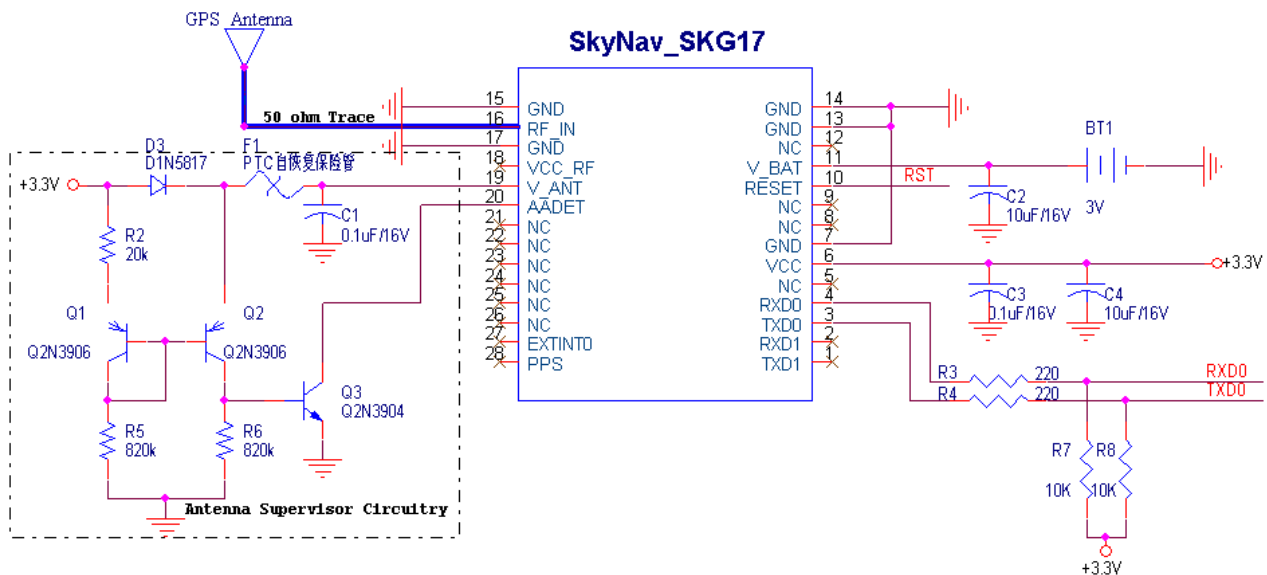 GPS Antenna
SkyNav_SKG17
50 ohm Trace
15 GND
16 RF_IN
17 GND
18 VCC_RF
19 V_ANT
20 AADET
21 NC
22 NC
23 NC
24 NC
25 NC
26 NC
27 EXTINT0
28 PPS
GND 14
GND 13
NC 12
V_BAT 11
RESET 10
NC 9
NC 8
GND 7
VCC 6
NC 5
RXD0 4
TXD0 3
RXD1 2
TXD1 1
D3
D1N5817
F1
PTC自恢复保险管
+3.3V
C1
0.1uF/16V
R2
20k
Q1
Q2N3906
Q2
Q2N3906
Q3
Q2N3904
R5
820k
R6
820k
Antenna Supervisor Circuitry
RST
BT1
3V
C2
10uF/16V
+3.3V
C3
0.1uF/16V
C4
10uF/16V
R3 220
R4 220
RXD0
TXD0
R7
10K
R8
10K
+3.3V